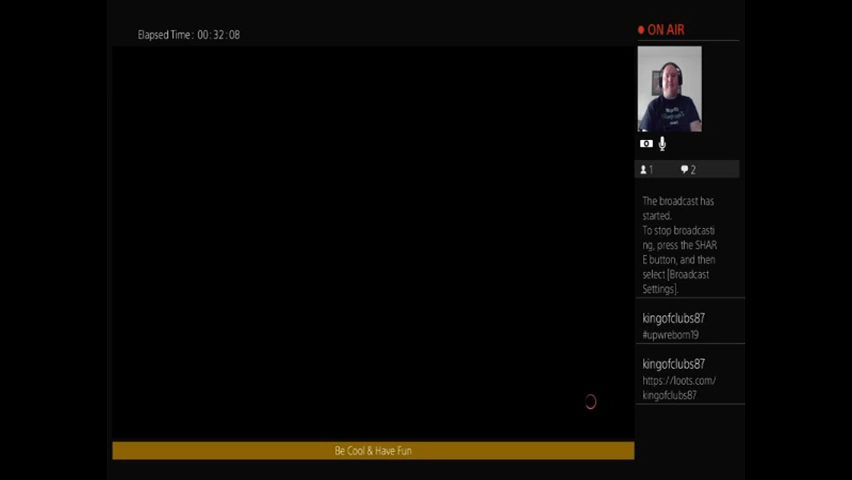 Elapsed Time: 00:32:08
ON AIR
1 2
The broadcast has
started.
To stop broadcasti
ng, press the SHAR
E button, and then
select [Broadcast
Settings].
kingofclubs87
#upwreborn19
kingofclubs87
https://loots.com/
kingofclubs87
Be Cool & Have Fun